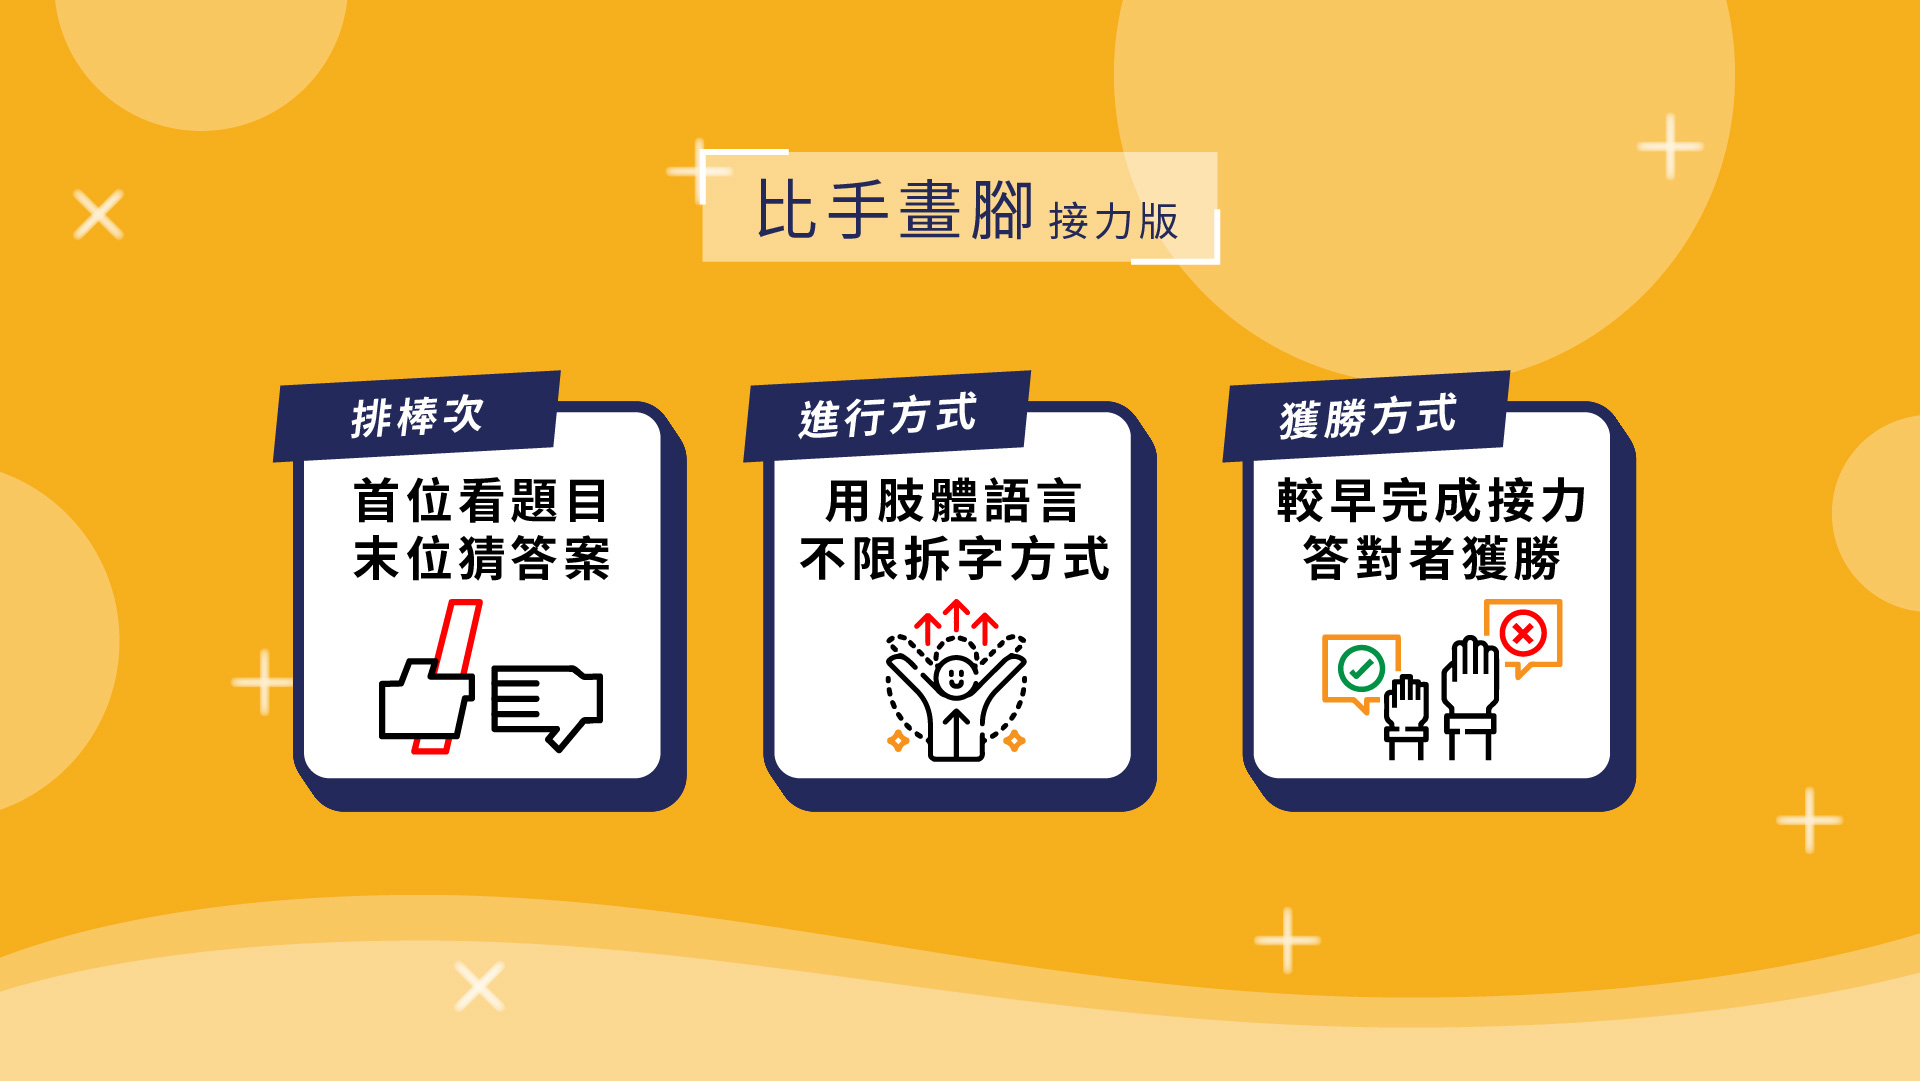 比手畫腳 接力版
排棒次
首位看題目
末位猜答案
進行方式
用肢體語言
不限拆字方式
獲勝方式
較早完成接力
答對者獲勝